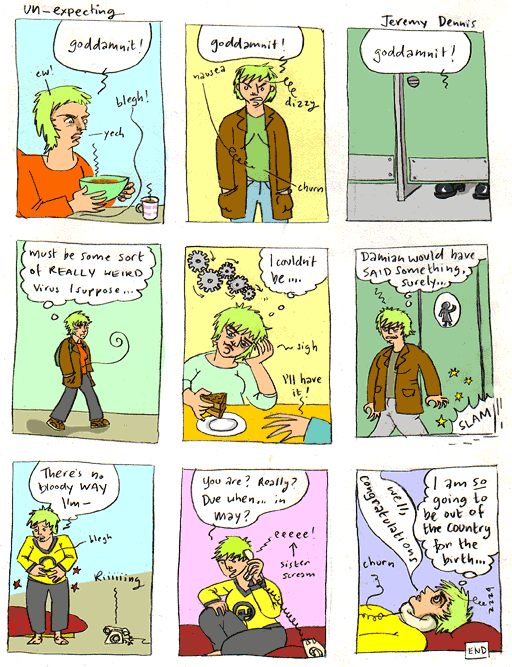 un-expecting
Jeremy Dennis
goddamnit!
ew!
blegh!
yech
goddamnit!
nausea
dizzy
churn
goddamnit!
must be some sort
of REALLY WEIRD
virus I suppose...
I couldn't
be....
sigh
I'll have
it!
Damian would have
SAID something,
surely...
SLAM
There's no
bloody WAY
I'm—
blegh
Riiiiiing
You are? Really?
Due when... in
may?
eeeee!
sister
scream
well,
congratulations
I am so
going to
be out of
the country
for the
birth...
churn
zzzz
END